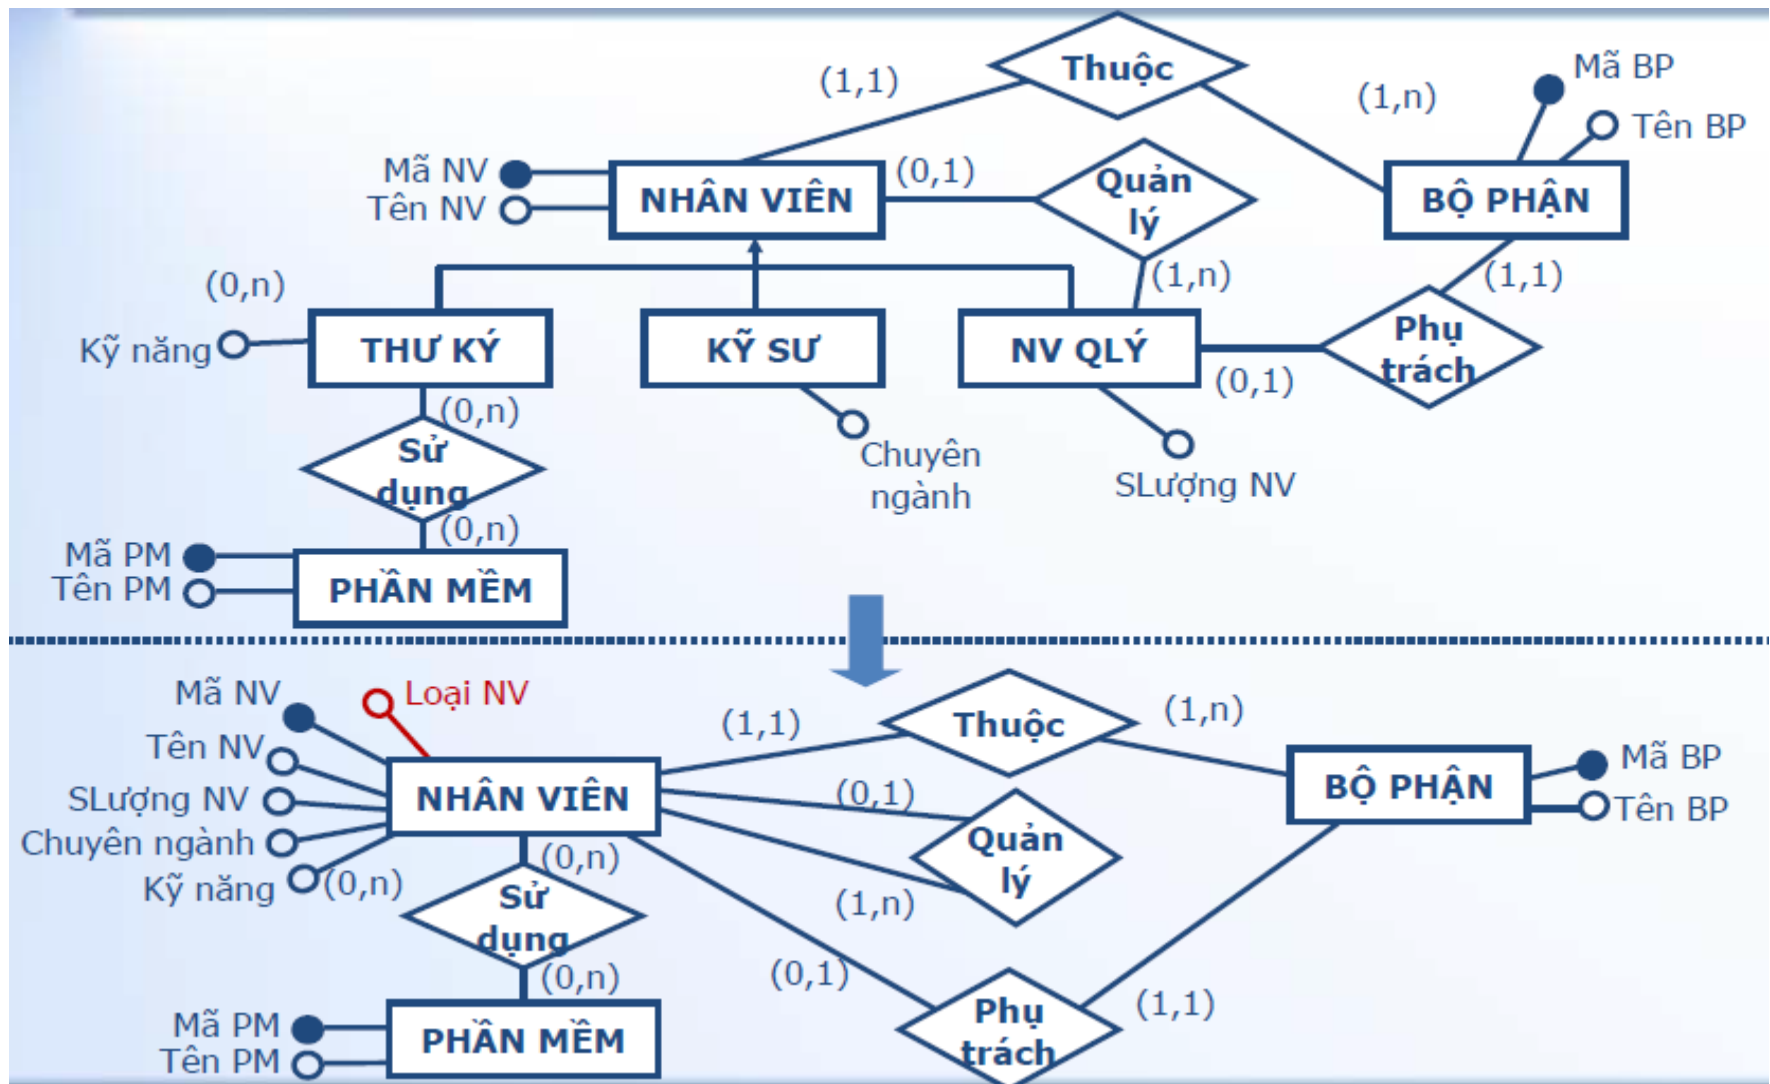 Thuộc
Mã BP
(1,1)
(1,n)
Tên BP
Mã NV
Tên NV
NHÂN VIÊN
(0,1)
Quản
lý
BỘ PHẬN
(0,n)
(1,n)
(1,1)
Kỹ năng
THƯ KÝ
KỸ SƯ
NV QLÝ
Phụ
trách
(0,1)
(0,n)
Sử
dụng
Chuyên
ngành
SLượng NV
(0,n)
Mã PM
Tên PM
PHẦN MỀM
Mã NV
Loại NV
Tên NV
(1,1)
Thuộc
(1,n)
SLượng NV
NHÂN VIÊN
(0,1)
BỘ PHẬN
Mã BP
Tên BP
Chuyên ngành
Kỹ năng
(0,n)
(0,n)
Quản
lý
(1,n)
Sử
dụng
(0,n)
(0,1)
(1,1)
Mã PM
Tên PM
PHẦN MỀM
Phụ
trách